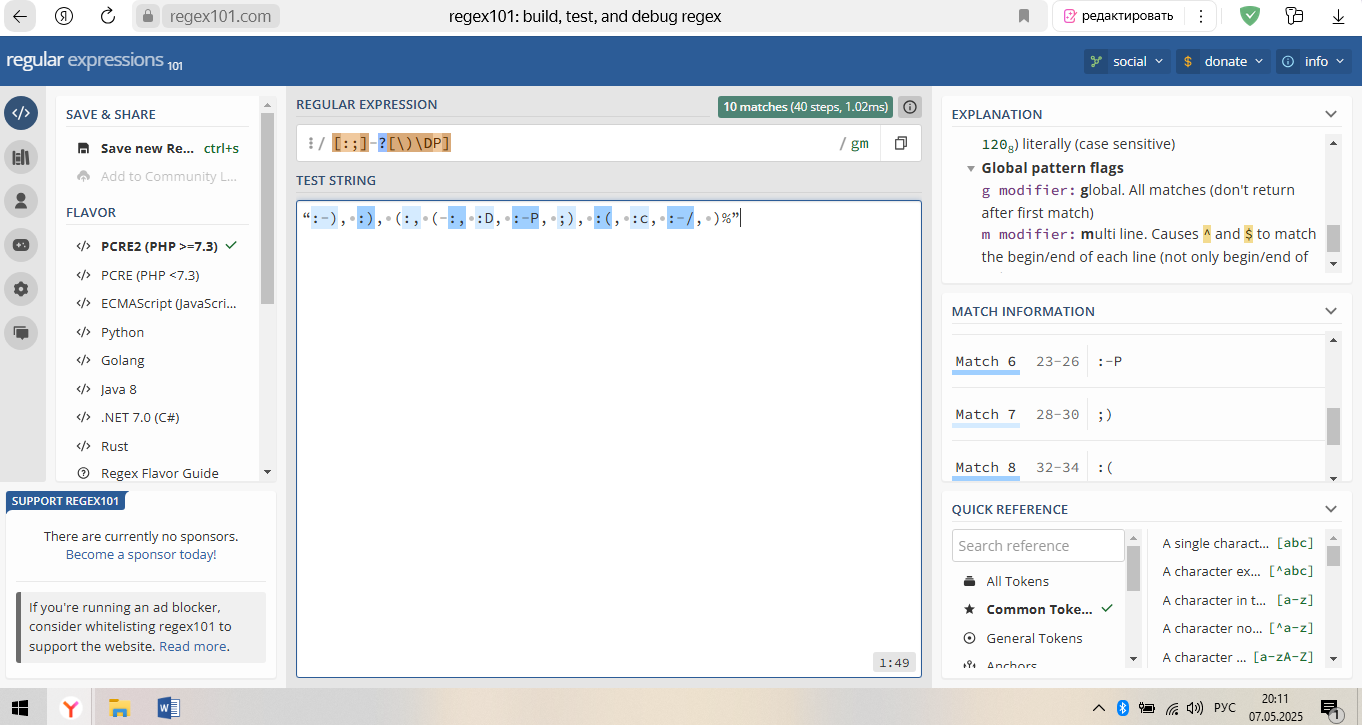 regex101.com
regex101: build, test, and debug regex
редактировать
regular expressions 101
social
$ donate
info
SAVE & SHARE
Save new Re... ctrl+s
Add to Community L...
FLAVOR
</> PCRE2 (PHP >=7.3)
</> PCRE (PHP <7.3)
</> ECMAScript (JavaScri...
</> Python
</> Golang
</> Java 8
</> .NET 7.0 (C#)
</> Rust
Regex Flavor Guide
SUPPORT REGEX101
There are currently no sponsors.
Become a sponsor today!
If you're running an ad blocker,
consider whitelisting regex101 to
support the website. Read more.
REGULAR EXPRESSION
10 matches (40 steps, 1.02ms)
/ [:;]-?[\)\DP] / gm
TEST STRING
“:-), :), (:, (-:, :D, :-P, ;), :(, :c, :-/, )%”
1:49
EXPLANATION
120₈) literally (case sensitive)
Global pattern flags
g modifier: global. All matches (don't return
after first match)
m modifier: multi line. Causes ^ and $ to match
the begin/end of each line (not only begin/end of
MATCH INFORMATION
Match 6 23-26 :-P
Match 7 28-30 ;)
Match 8 32-34 :(
QUICK REFERENCE
Search reference
All Tokens
Common Toke...
General Tokens
Anchors
A single charact... [abc]
A character ex... [^abc]
A character in t... [a-z]
A character no... [^a-z]
A character ... [a-zA-Z]
РУС
20:11
07.05.2025
1